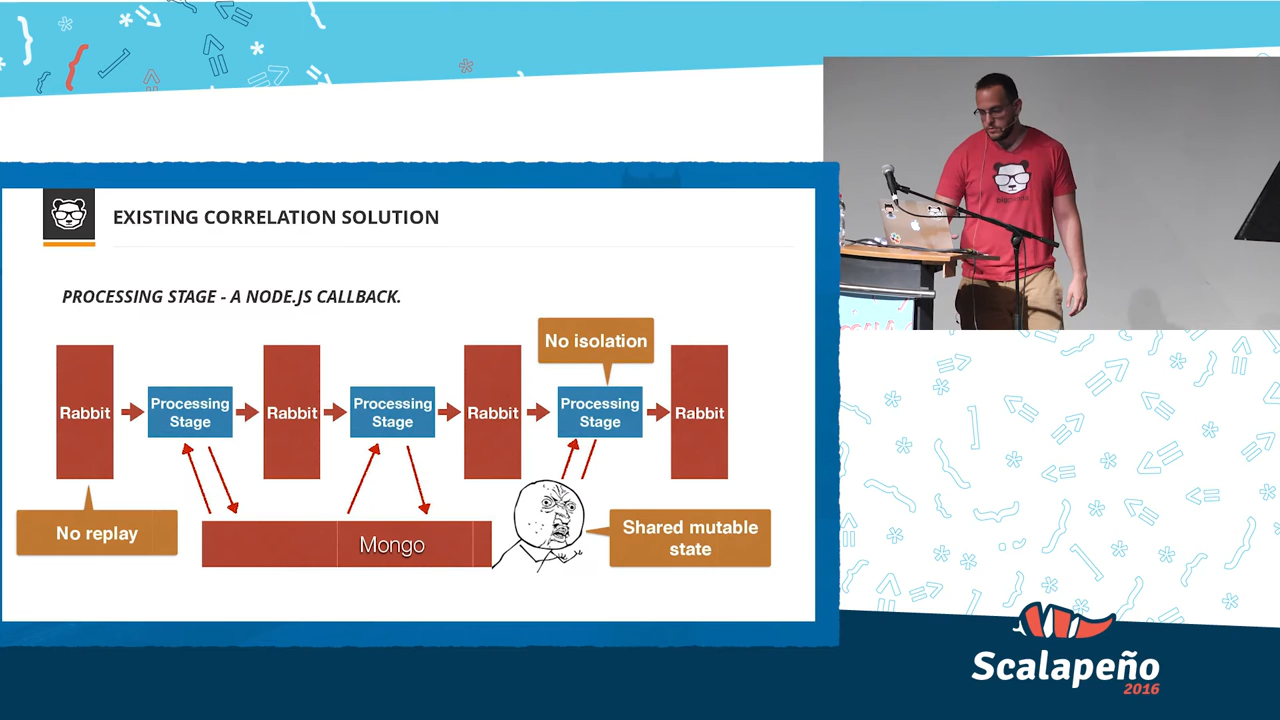 EXISTING CORRELATION SOLUTION
PROCESSING STAGE - A NODE.JS CALLBACK.
No isolation
Rabbit
Processing
Stage
Rabbit
Processing
Stage
Rabbit
Processing
Stage
Rabbit
No replay
Mongo
Shared mutable
state
Scalapeño
2016